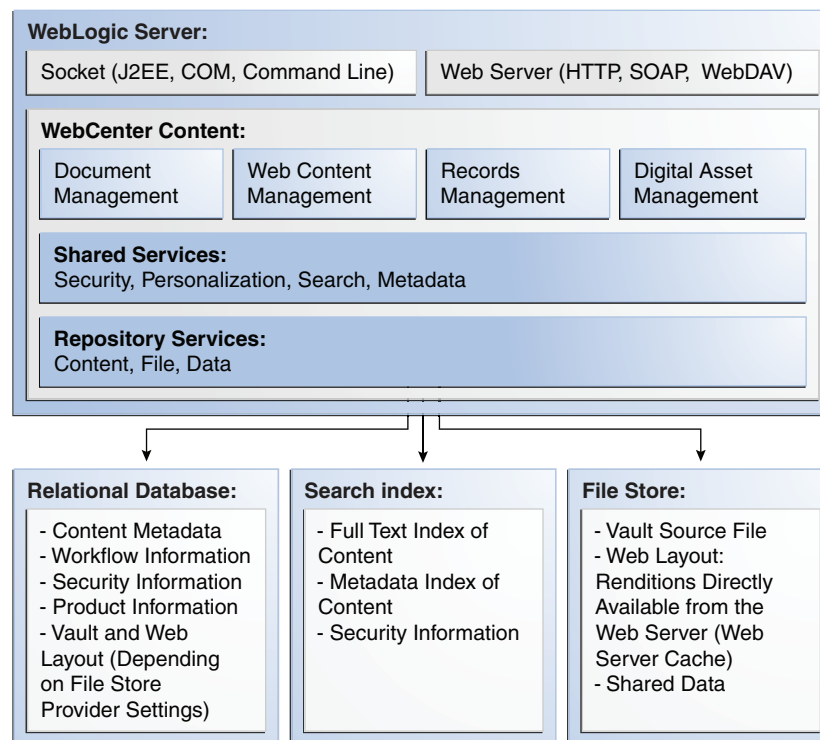 WebLogic Server:
Socket (J2EE, COM, Command Line)
Web Server (HTTP, SOAP, WebDAV)
WebCenter Content:
Document
Management
Web Content
Management
Records
Management
Digital Asset
Management
Shared Services:
Security, Personalization, Search, Metadata
Repository Services:
Content, File, Data
Relational Database:
- Content Metadata
- Workflow Information
- Security Information
- Product Information
- Vault and Web
Layout (Depending
on File Store
Provider Settings)
Search index:
- Full Text Index of
Content
- Metadata Index of
Content
- Security Information
File Store:
- Vault Source File
- Web Layout:
Renditions Directly
Available from the
Web Server (Web
Server Cache)
- Shared Data